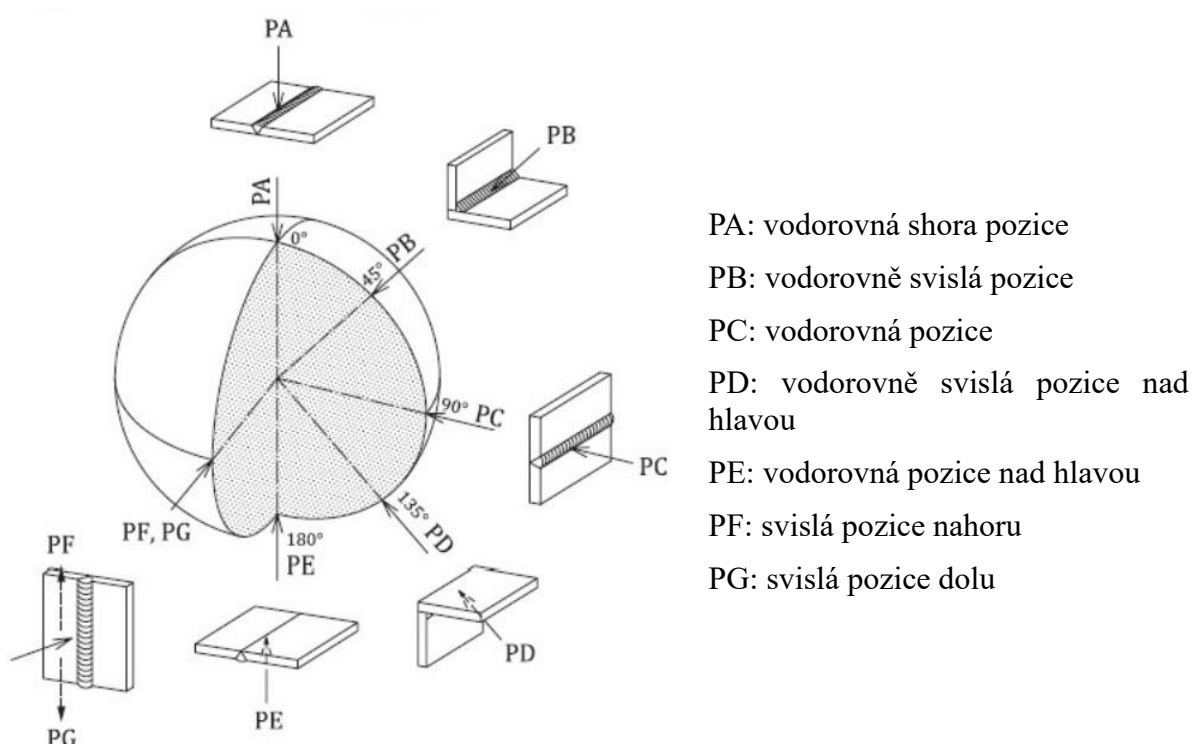 PA
PB
PA
0°
45° PB
90° PC
PC
135° PD
180°
PE
PF, PG
PF
PG
PE
PD
PA: vodorovná shora pozice
PB: vodorovně svislá pozice
PC: vodorovná pozice
PD: vodorovně svislá pozice nad
hlavou
PE: vodorovná pozice nad hlavou
PF: svislá pozice nahoru
PG: svislá pozice dolu